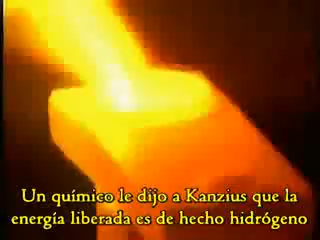 Un químico le dijo a Kanzius que la
energía liberada es de hecho hidrógeno